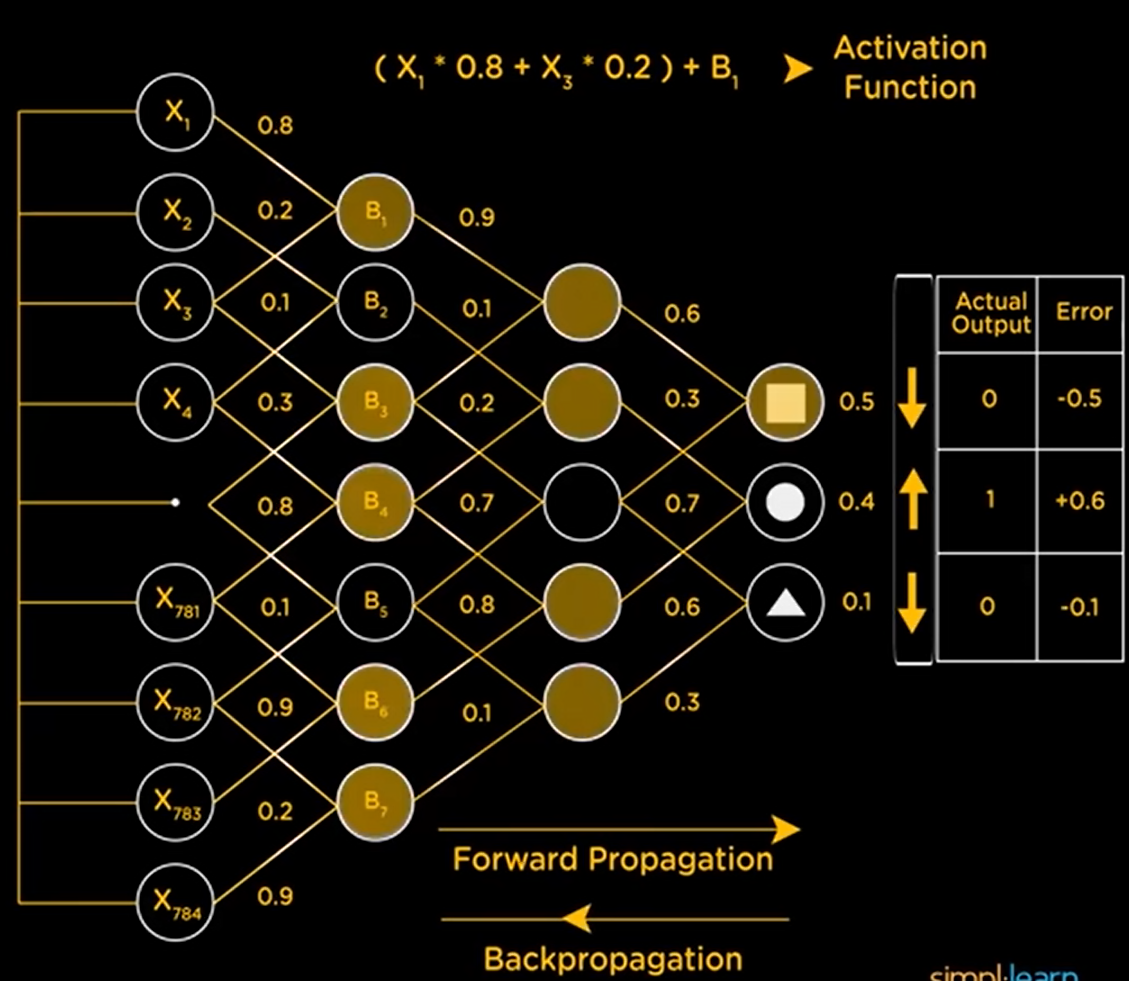 ( X₁ * 0.8 + X₃ * 0.2 ) + B₁
Activation
Function
X₁
0.8
X₂
0.2
B₁
0.9
X₃
0.1
B₂
0.1
0.6
X₄
0.3
B₃
0.2
0.3
0.5
0.8
B₄
0.7
0.7
0.4
X₇₈₁
0.1
B₅
0.8
0.6
0.1
X₇₈₂
0.9
B₆
0.1
0.3
X₇₈₃
0.2
B₇
X₇₈₄
0.9
Actual
Output
Error
0 -0.5
1 +0.6
0 -0.1
Forward Propagation
Backpropagation
simplilearn